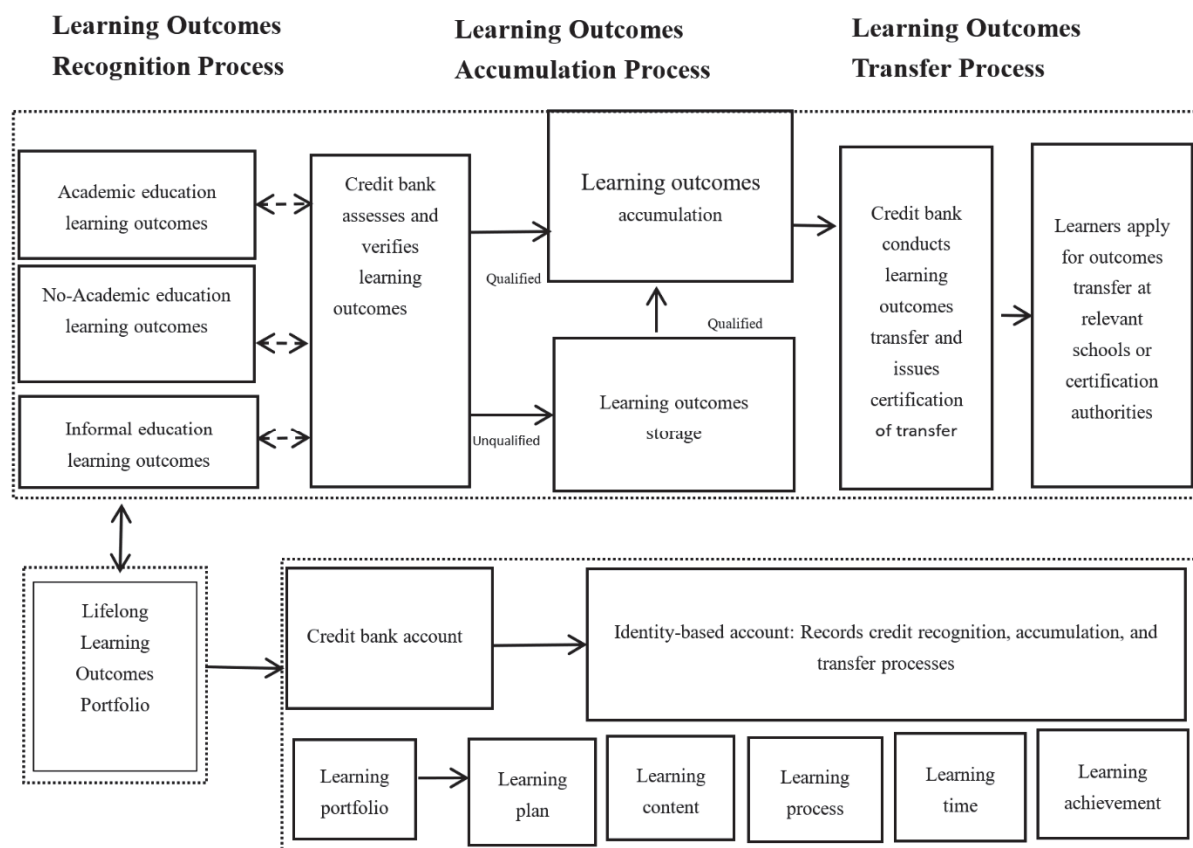 Learning Outcomes
Recognition Process
Learning Outcomes
Accumulation Process
Learning Outcomes
Transfer Process
Academic education
learning outcomes
No-Academic education
learning outcomes
Informal education
learning outcomes
Credit bank
assesses and
verifies
learning
outcomes
Qualified
Unqualified
Learning outcomes
accumulation
Qualified
Learning outcomes
storage
Credit bank
conducts
learning
outcomes
transfer and
issues
certification
of transfer
Learners apply
for outcomes
transfer at
relevant
schools or
certification
authorities
Lifelong
Learning
Outcomes
Portfolio
Credit bank account
Identity-based account: Records credit recognition, accumulation, and
transfer processes
Learning
portfolio
Learning
plan
Learning
content
Learning
process
Learning
time
Learning
achievement